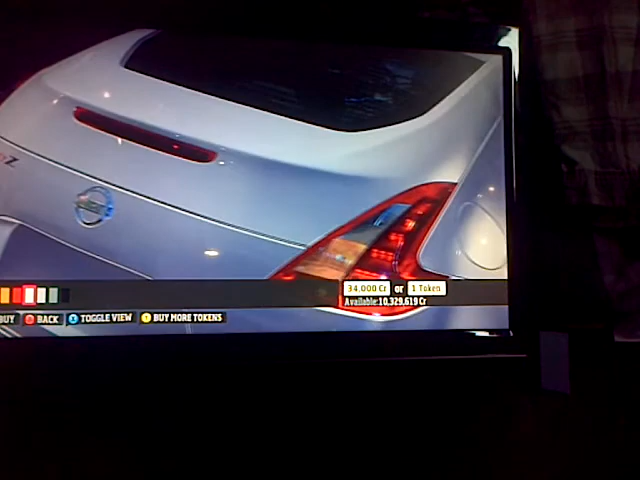 Z
34,000 Cr or 1 Token
Available:10,329,619 Cr
BUY BACK TOGGLE VIEW BUY MORE TOKENS